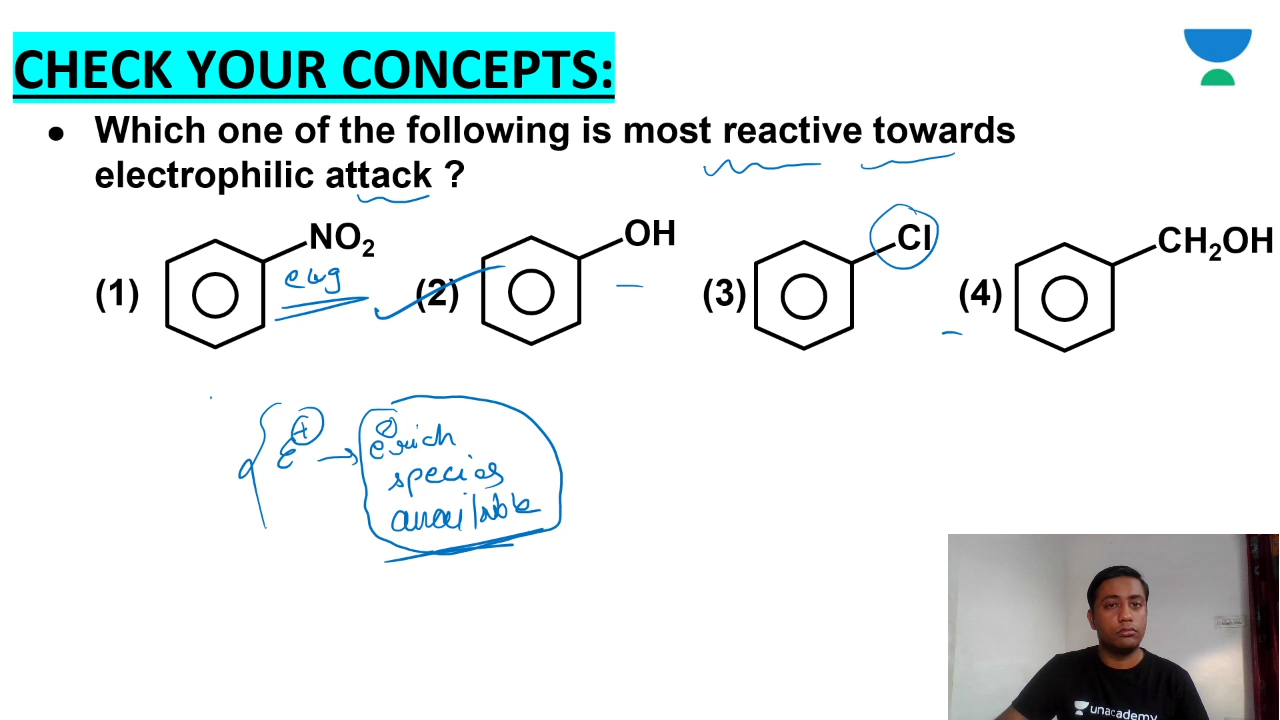 CHECK YOUR CONCEPTS:
● Which one of the following is most reactive towards
electrophilic attack ?
(1) NO₂
ewg
(2) OH
(3) Cl
(4) CH₂OH
E⊕ → e⊖ rich
species
available
unacademy